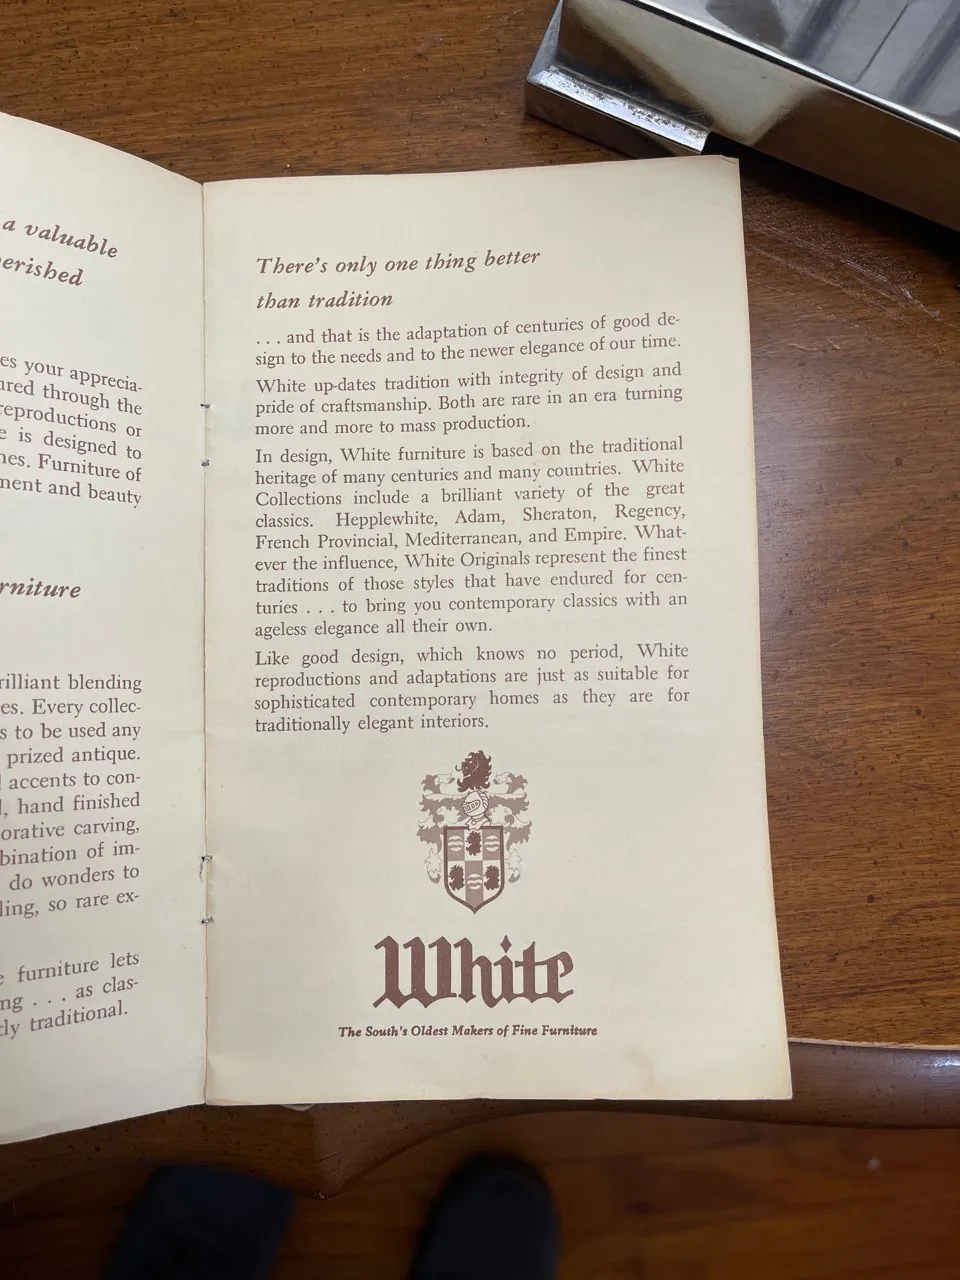 a valuable
erished
es your apprecia-
ured through the
reproductions or
e is designed to
nes. Furniture of
ment and beauty
rniture
rilliant blending
es. Every collec-
s to be used any
prized antique.
l accents to con-
l, hand finished
orative carving,
bination of im-
do wonders to
ling, so rare ex-
e furniture lets
ng . . . as clas-
tly traditional.
There's only one thing better
than tradition
. . . and that is the adaptation of centuries of good de-
sign to the needs and to the newer elegance of our time.
White up-dates tradition with integrity of design and
pride of craftsmanship. Both are rare in an era turning
more and more to mass production.
In design, White furniture is based on the traditional
heritage of many centuries and many countries. White
Collections include a brilliant variety of the great
classics. Hepplewhite, Adam, Sheraton, Regency,
French Provincial, Mediterranean, and Empire. What-
ever the influence, White Originals represent the finest
traditions of those styles that have endured for cen-
turies . . . to bring you contemporary classics with an
ageless elegance all their own.
Like good design, which knows no period, White
reproductions and adaptations are just as suitable for
sophisticated contemporary homes as they are for
traditionally elegant interiors.
White
The South's Oldest Makers of Fine Furniture